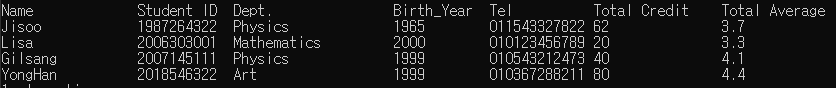 Name Student ID Dept. Birth_Year Tel Total Credit Total Average
Jisoo 1987264322 Physics 1965 011543327822 62 3.7
Lisa 2006303001 Mathematics 2000 010123456789 20 3.3
Gilsang 2007145111 Physics 1999 010543212473 40 4.1
YongHan 2018546322 Art 1999 010367288211 80 4.4